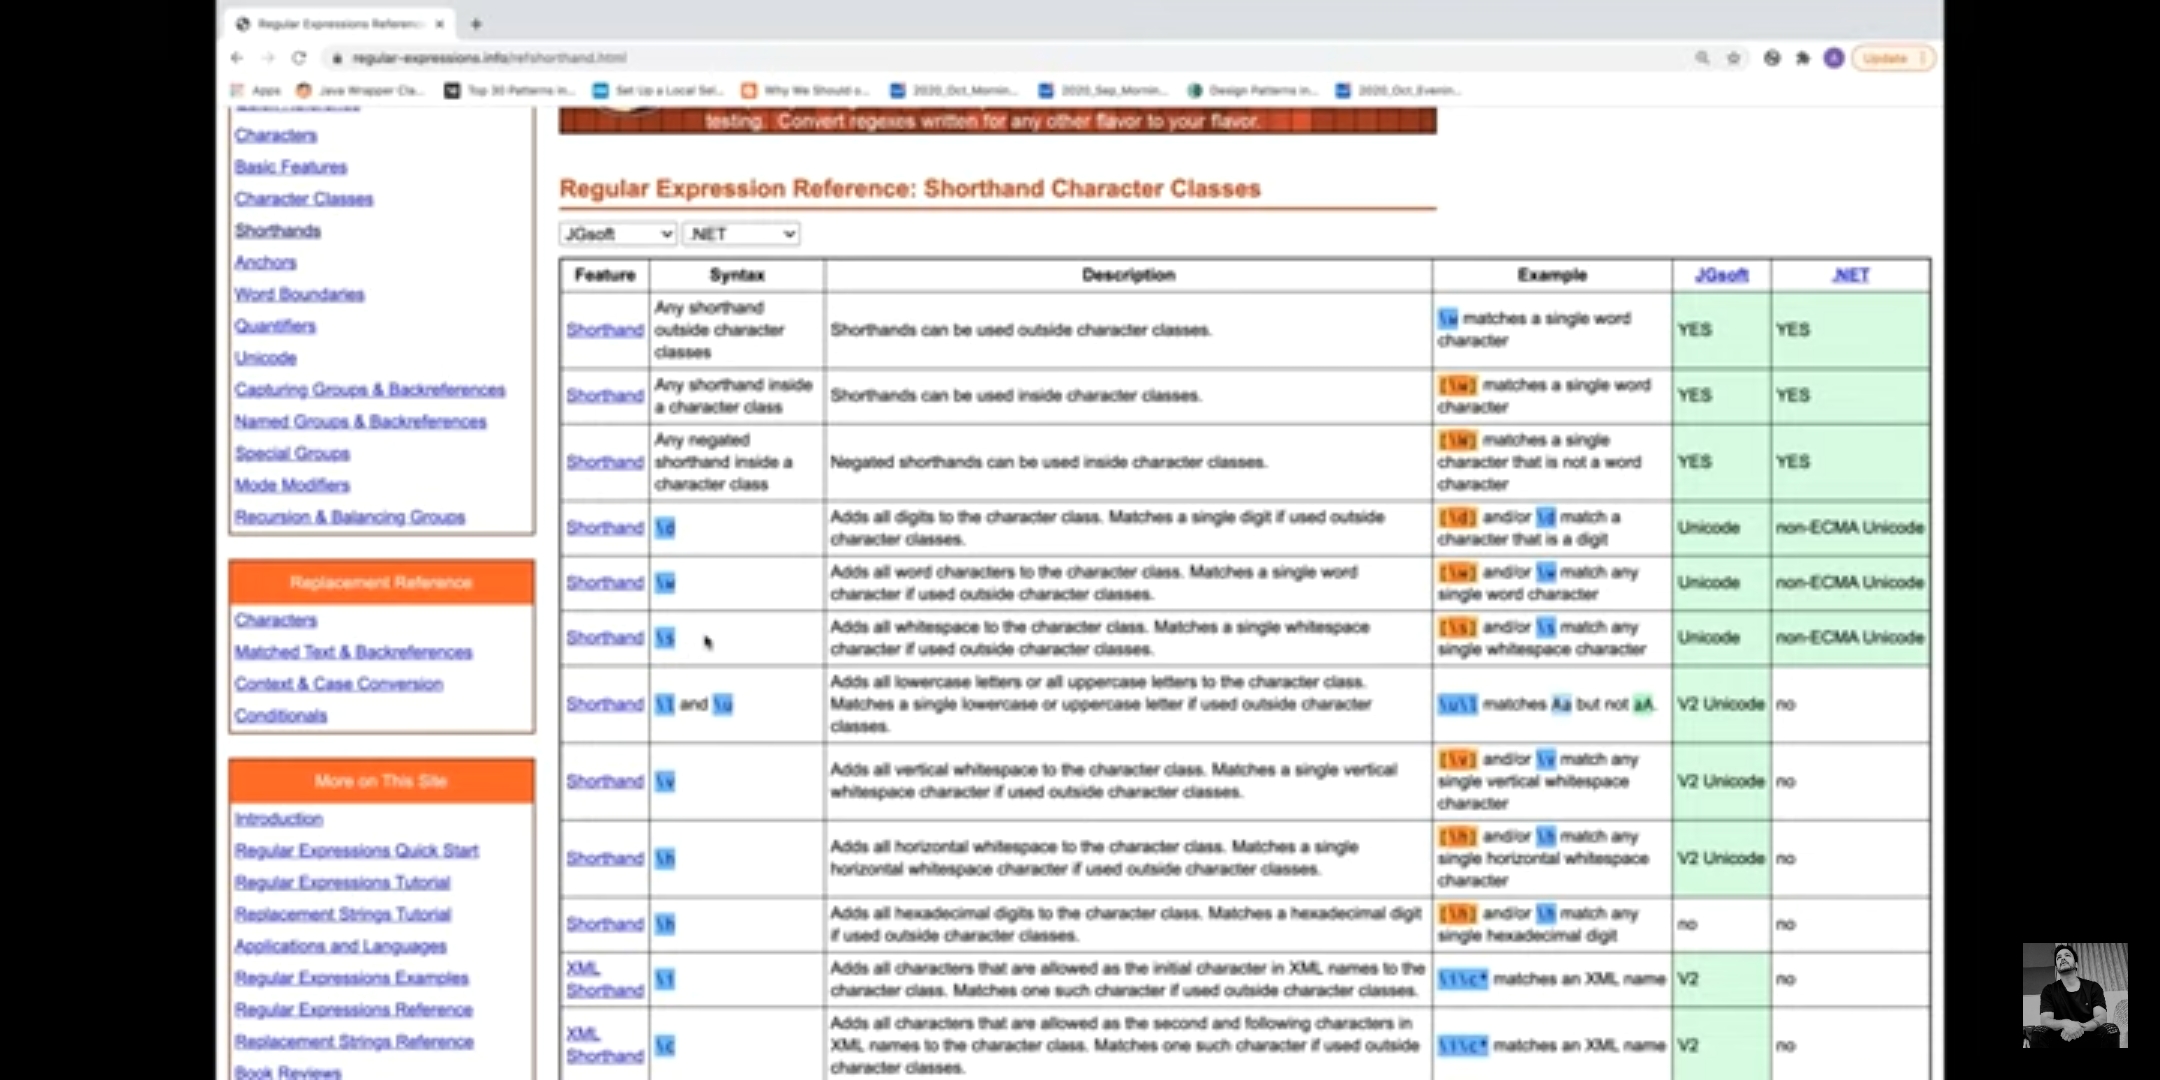 Regular Expressions Referenc
regular-expressions.info/refshorthand.html
Update
Apps
Java Wrapper Cla...
Top 30 Patterns in...
Set Up a Local Sel...
Why We Should o...
2020_Oct_Mornin...
2020_Sep_Mornin...
Design Patterns in...
2020_Oct_Evenin...
Characters
Basic Features
Character Classes
Shorthands
Anchors
Word Boundaries
Quantifiers
Unicode
Capturing Groups & Backreferences
Named Groups & Backreferences
Special Groups
Mode Modifiers
Recursion & Balancing Groups
Replacement Reference
Characters
Matched Text & Backreferences
Context & Case Conversion
Conditionals
More on This Site
Introduction
Regular Expressions Quick Start
Regular Expressions Tutorial
Replacement Strings Tutorial
Applications and Languages
Regular Expressions Examples
Regular Expressions Reference
Replacement Strings Reference
Book Reviews
testing. Convert regexes written for any other flavor to your flavor.
Regular Expression Reference: Shorthand Character Classes
JGsoft .NET
Feature Syntax Description Example JGsoft .NET
Shorthand
Any shorthand
outside character
classes
Shorthands can be used outside character classes.
\w matches a single word
character
YES YES
Shorthand
Any shorthand inside
a character class
Shorthands can be used inside character classes.
[\w] matches a single word
character
YES YES
Shorthand
Any negated
shorthand inside a
character class
Negated shorthands can be used inside character classes.
[\W] matches a single
character that is not a word
character
YES YES
Shorthand \d
Adds all digits to the character class. Matches a single digit if used outside
character classes.
[\d] and/or \d match a
character that is a digit
Unicode non-ECMA Unicode
Shorthand \w
Adds all word characters to the character class. Matches a single word
character if used outside character classes.
[\w] and/or \w match any
single word character
Unicode non-ECMA Unicode
Shorthand \s
Adds all whitespace to the character class. Matches a single whitespace
character if used outside character classes.
[\s] and/or \s match any
single whitespace character
Unicode non-ECMA Unicode
Shorthand \l and \u
Adds all lowercase letters or all uppercase letters to the character class.
Matches a single lowercase or uppercase letter if used outside character
classes.
\u\l matches Aa but not aA.
V2 Unicode no
Shorthand \v
Adds all vertical whitespace to the character class. Matches a single vertical
whitespace character if used outside character classes.
[\v] and/or \v match any
single vertical whitespace
character
V2 Unicode no
Shorthand \h
Adds all horizontal whitespace to the character class. Matches a single
horizontal whitespace character if used outside character classes.
[\h] and/or \h match any
single horizontal whitespace
character
V2 Unicode no
Shorthand \h
Adds all hexadecimal digits to the character class. Matches a hexadecimal digit
if used outside character classes.
[\h] and/or \h match any
single hexadecimal digit
no no
XML
Shorthand \i
Adds all characters that are allowed as the initial character in XML names to the
character class. Matches one such character if used outside character classes.
\i\c* matches an XML name
V2 no
XML
Shorthand \c
Adds all characters that are allowed as the second and following characters in
XML names to the character class. Matches one such character if used outside
character classes.
\i\c* matches an XML name
V2 no